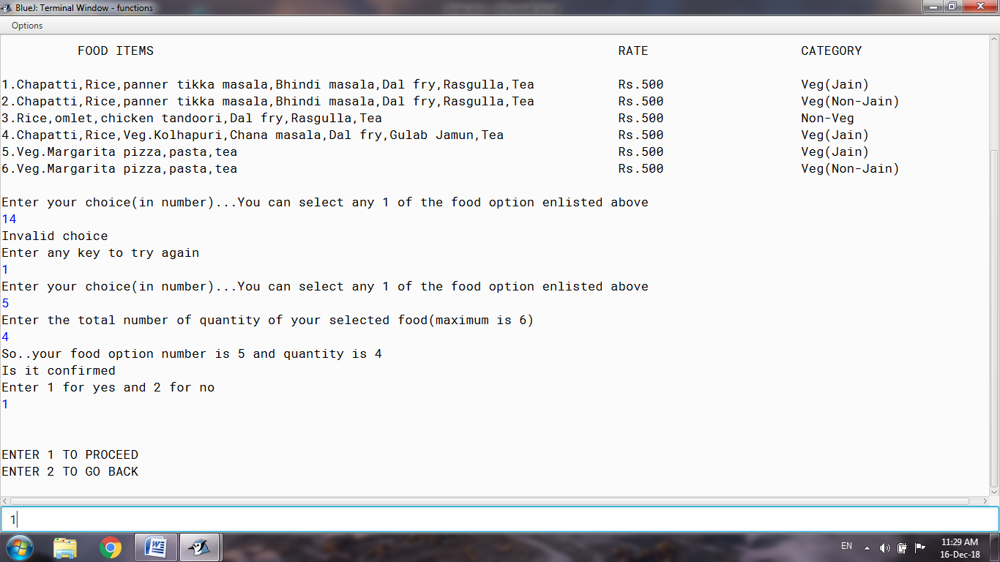 BlueJ: Terminal Window - functions
Options
FOOD ITEMS RATE CATEGORY
1.Chapatti,Rice,panner tikka masala,Bhindi masala,Dal fry,Rasgulla,Tea Rs.500 Veg(Jain)
2.Chapatti,Rice,panner tikka masala,Bhindi masala,Dal fry,Rasgulla,Tea Rs.500 Veg(Non-Jain)
3.Rice,omlet,chicken tandoori,Dal fry,Rasgulla,Tea Rs.500 Non-Veg
4.Chapatti,Rice,Veg.Kolhapuri,Chana masala,Dal fry,Gulab Jamun,Tea Rs.500 Veg(Jain)
5.Veg.Margarita pizza,pasta,tea Rs.500 Veg(Jain)
6.Veg.Margarita pizza,pasta,tea Rs.500 Veg(Non-Jain)
Enter your choice(in number)...You can select any 1 of the food option enlisted above
14
Invalid choice
Enter any key to try again
1
Enter your choice(in number)...You can select any 1 of the food option enlisted above
5
Enter the total number of quantity of your selected food(maximum is 6)
4
So..your food option number is 5 and quantity is 4
Is it confirmed
Enter 1 for yes and 2 for no
1
ENTER 1 TO PROCEED
ENTER 2 TO GO BACK
1
EN
11:29 AM
16-Dec-18